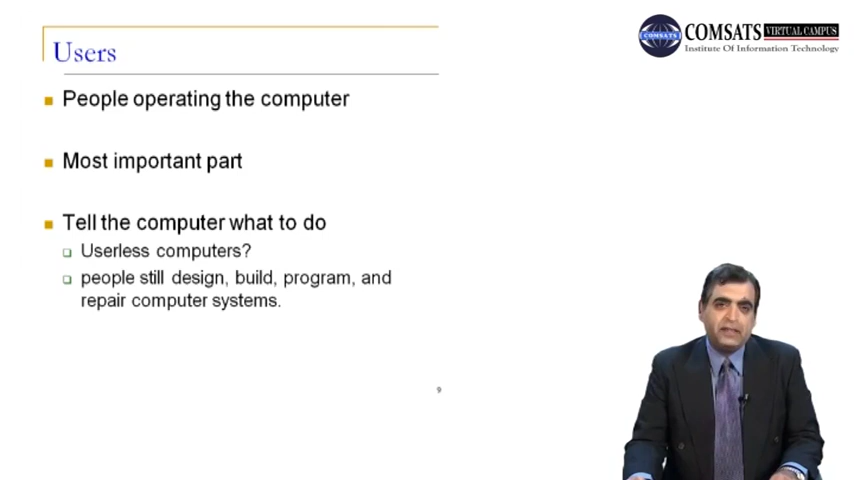 COMSATS VIRTUAL CAMPUS
COMSATS
Institute Of Information Technology
Users
People operating the computer
Most important part
Tell the computer what to do
Userless computers?
people still design, build, program, and
repair computer systems.
9